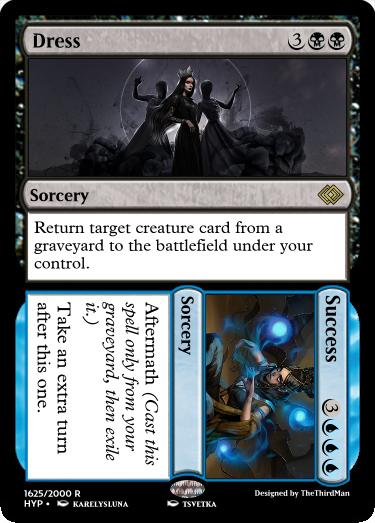 Dress 3
Sorcery
Return target creature card from a
graveyard to the battlefield under your
control.
Success 3
Sorcery
Aftermath (Cast this
spell only from your
graveyard, then exile
it.)
Take an extra turn
after this one.
1625/2000 R
HYP • KARELYSLUNA
TSVETKA
Designed by TheThirdMan